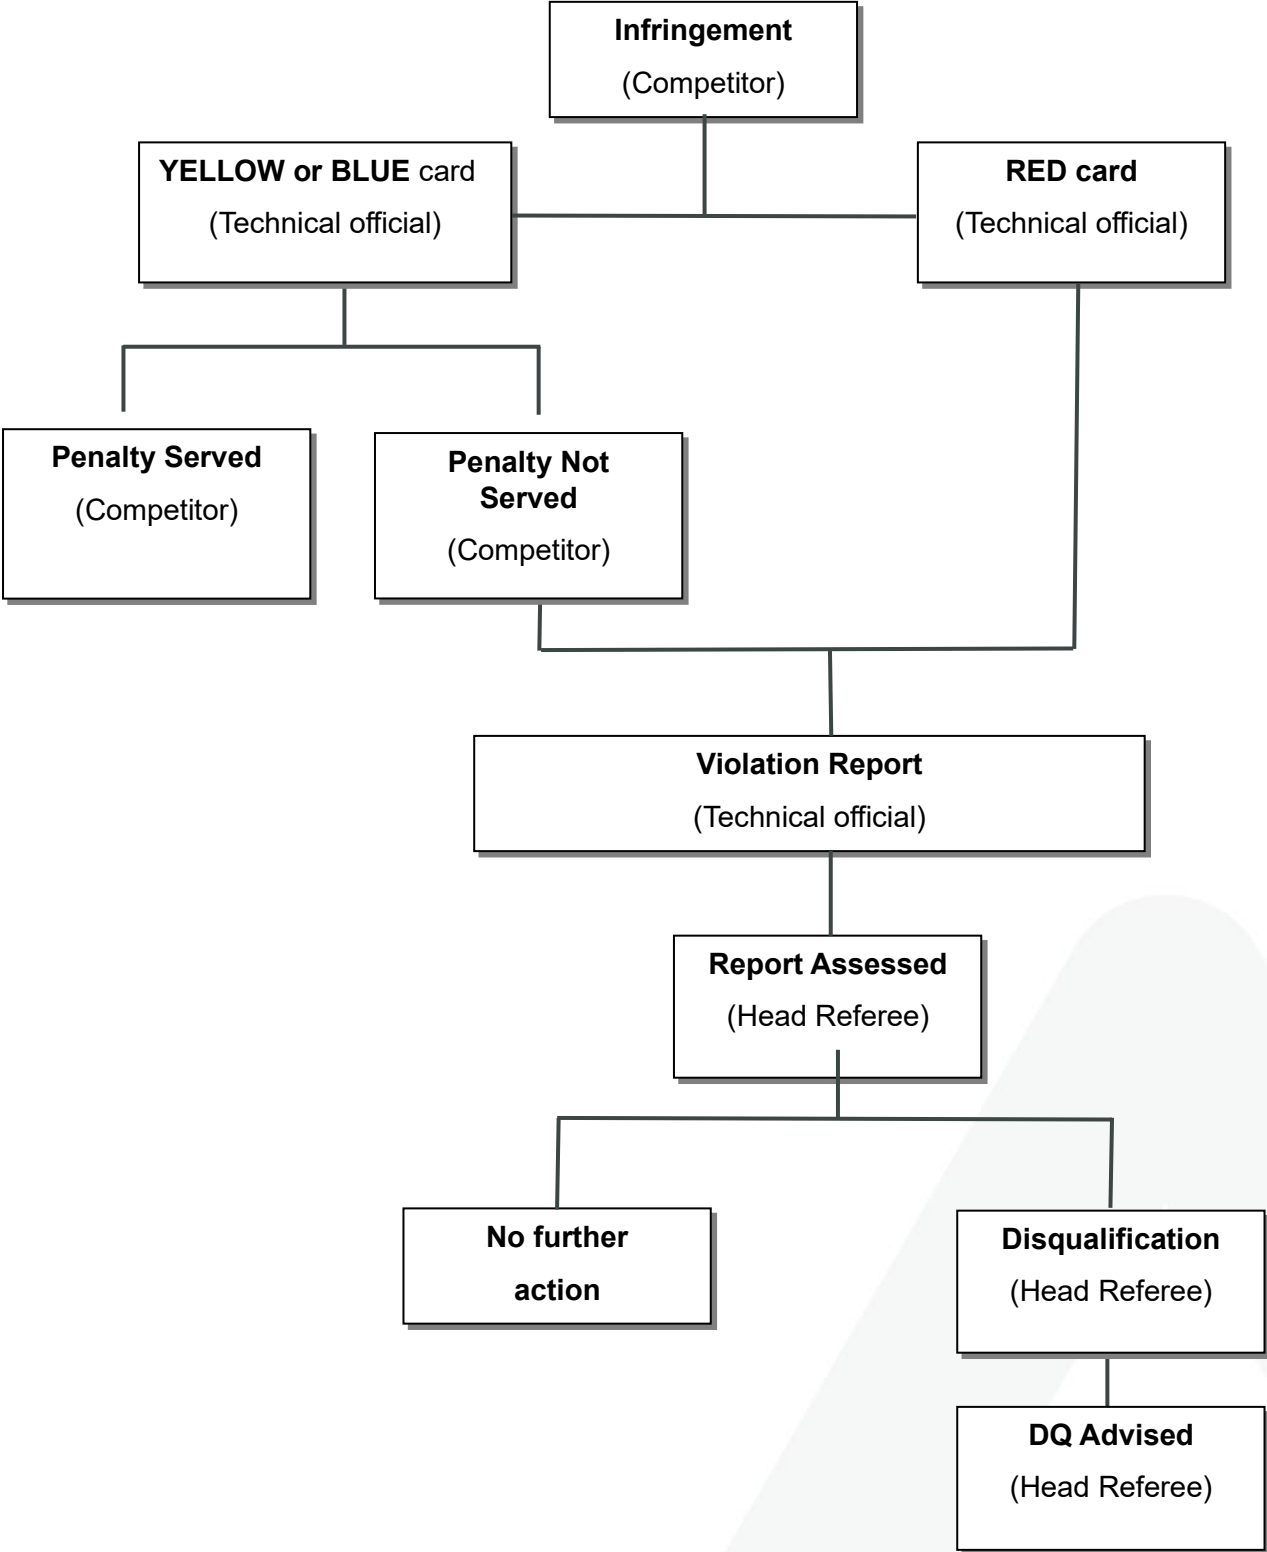 Infringement
(Competitor)
YELLOW or BLUE card
(Technical official)
RED card
(Technical official)
Penalty Served
(Competitor)
Penalty Not
Served
(Competitor)
Violation Report
(Technical official)
Report Assessed
(Head Referee)
No further
action
Disqualification
(Head Referee)
DQ Advised
(Head Referee)